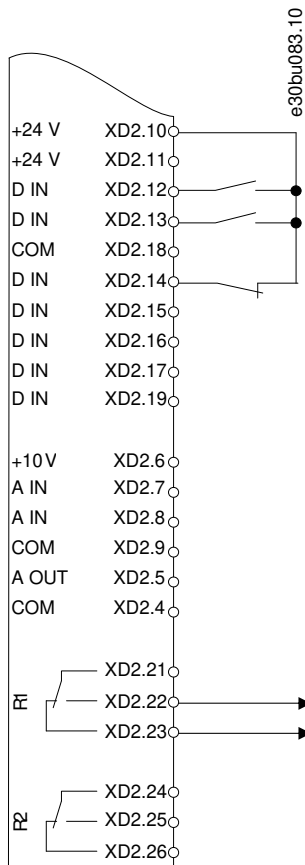 e30bu083.10
+24 V XD2.10
+24 V XD2.11
D IN XD2.12
D IN XD2.13
COM XD2.18
D IN XD2.14
D IN XD2.15
D IN XD2.16
D IN XD2.17
D IN XD2.19
+10V XD2.6
A IN XD2.7
A IN XD2.8
COM XD2.9
A OUT XD2.5
COM XD2.4
XD2.21
R1 XD2.22
XD2.23
XD2.24
R2 XD2.25
XD2.26